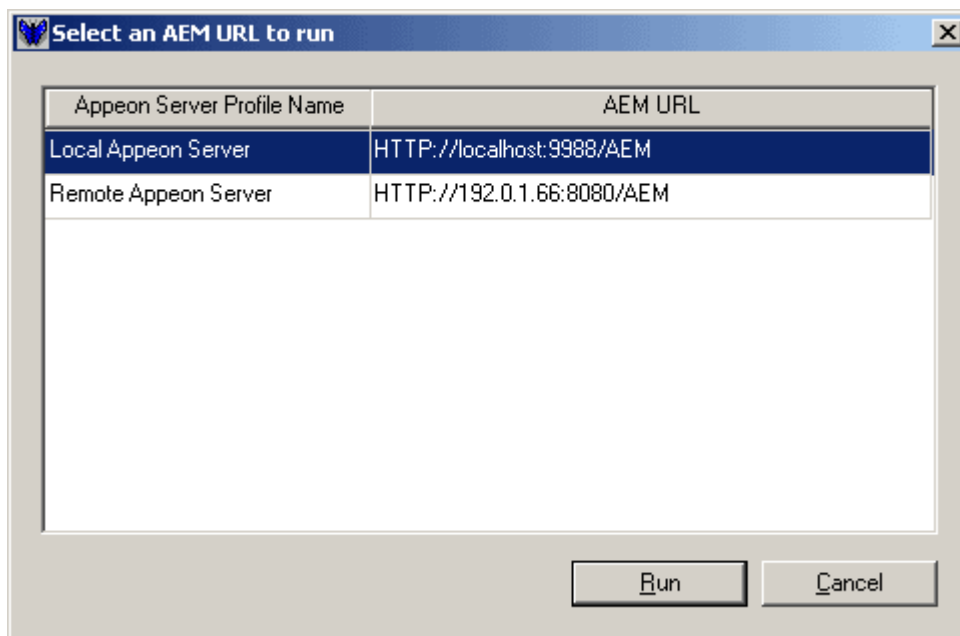 Select an AEM URL to run
Appeon Server Profile Name AEM URL
Local Appeon Server HTTP://localhost:9988/AEM
Remote Appeon Server HTTP://192.0.1.66:8080/AEM
Run Cancel